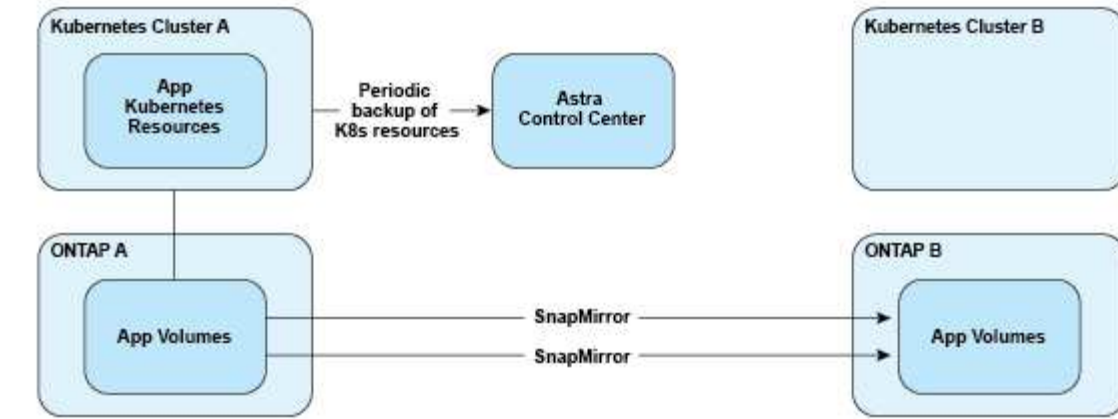 Kubernetes Cluster A
App
Kubernetes
Resources
Periodic
backup of
K8s resources
Astra
Control Center
Kubernetes Cluster B
ONTAP A
App Volumes
SnapMirror
SnapMirror
ONTAP B
App Volumes